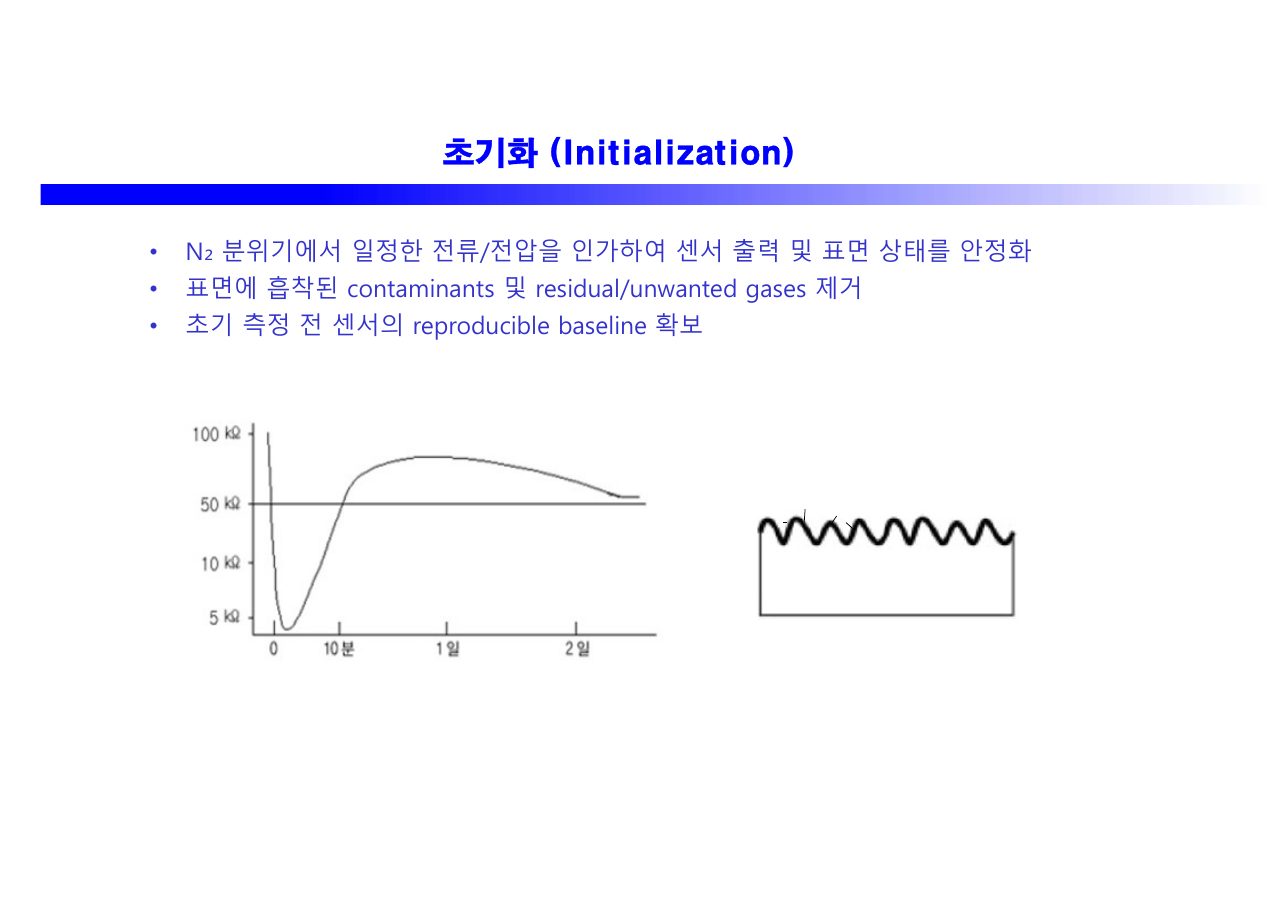 초기화 (Initialization)
• N₂ 분위기에서 일정한 전류/전압을 인가하여 센서 출력 및 표면 상태를 안정화
• 표면에 흡착된 contaminants 및 residual/unwanted gases 제거
• 초기 측정 전 센서의 reproducible baseline 확보
100 kΩ
50 kΩ
10 kΩ
5 kΩ
0 10분 1일 2일